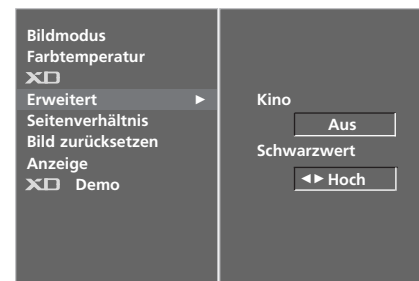 Bildmodus
Farbtemperatur
XD
Erweitert ►
Seitenverhältnis
Bild zurücksetzen
Anzeige
XD Demo
Kino
Aus
Schwarzwert
◄► Hoch